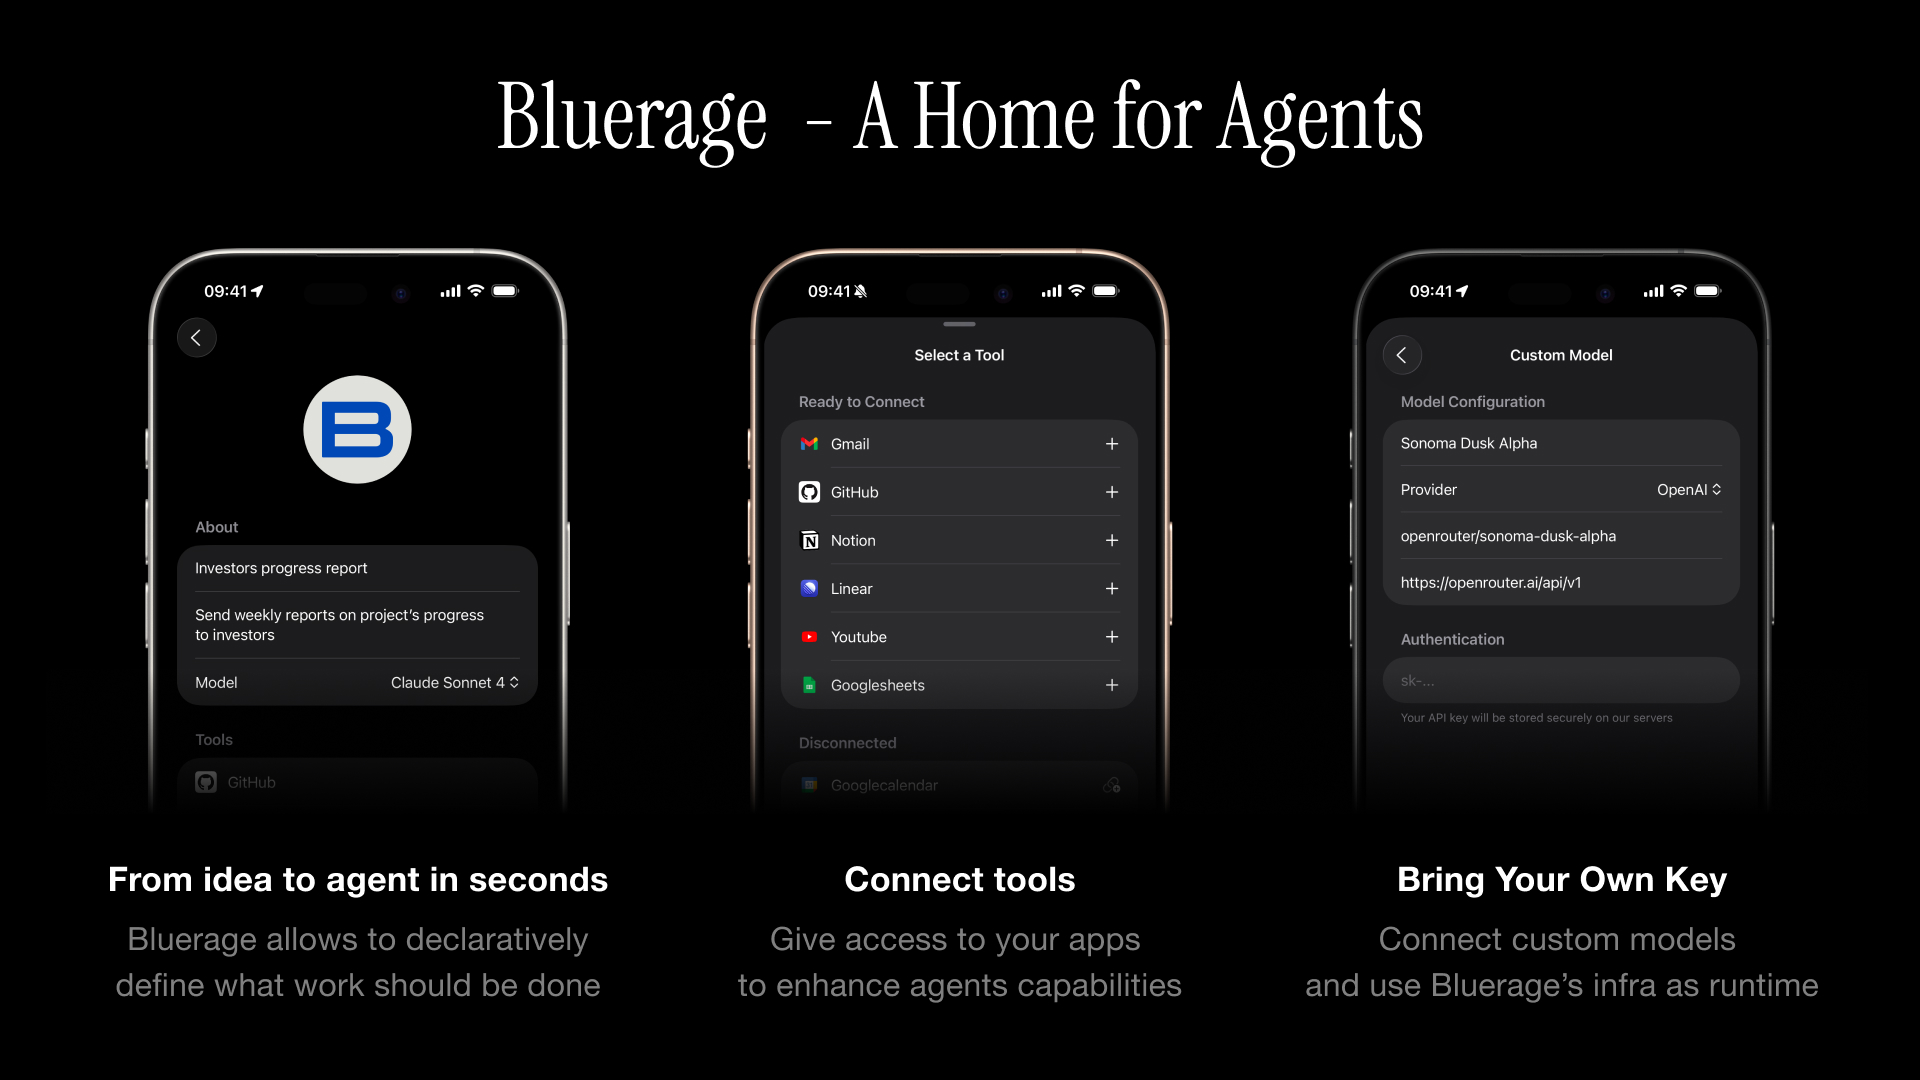 Bluerage - A Home for Agents
09:41
B
About
Investors progress report
Send weekly reports on project's progress
to investors
Model Claude Sonnet 4
Tools
GitHub
09:41
Select a Tool
Ready to Connect
Gmail
GitHub
Notion
Linear
Youtube
Googlesheets
Disconnected
Googlecalendar
09:41
Custom Model
Model Configuration
Sonoma Dusk Alpha
Provider OpenAI
openrouter/sonoma-dusk-alpha
https://openrouter.ai/api/v1
Authentication
sk-...
Your API key will be stored securely on our servers
From idea to agent in seconds
Bluerage allows to declaratively
define what work should be done
Connect tools
Give access to your apps
to enhance agents capabilities
Bring Your Own Key
Connect custom models
and use Bluerage’s infra as runtime